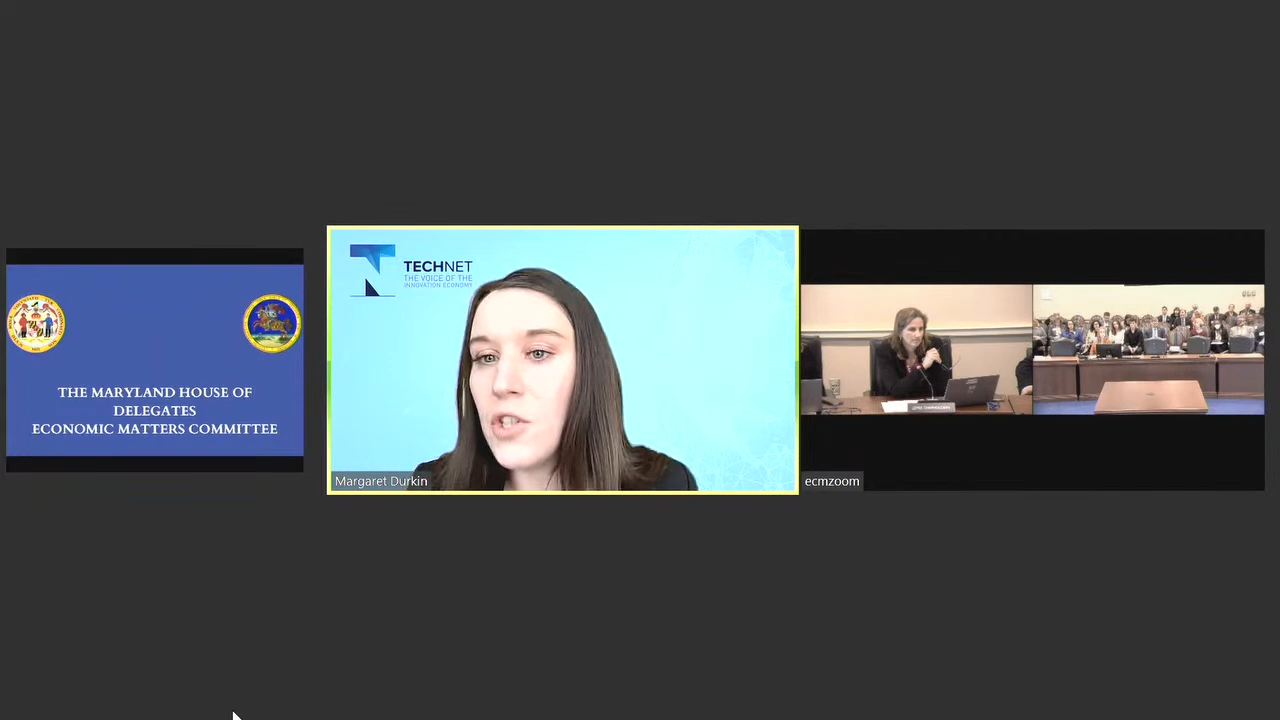 THE MARYLAND HOUSE OF
DELEGATES
ECONOMIC MATTERS COMMITTEE
TECHNET
THE VOICE OF THE
INNOVATION ECONOMY
Margaret Durkin
ecmzoom